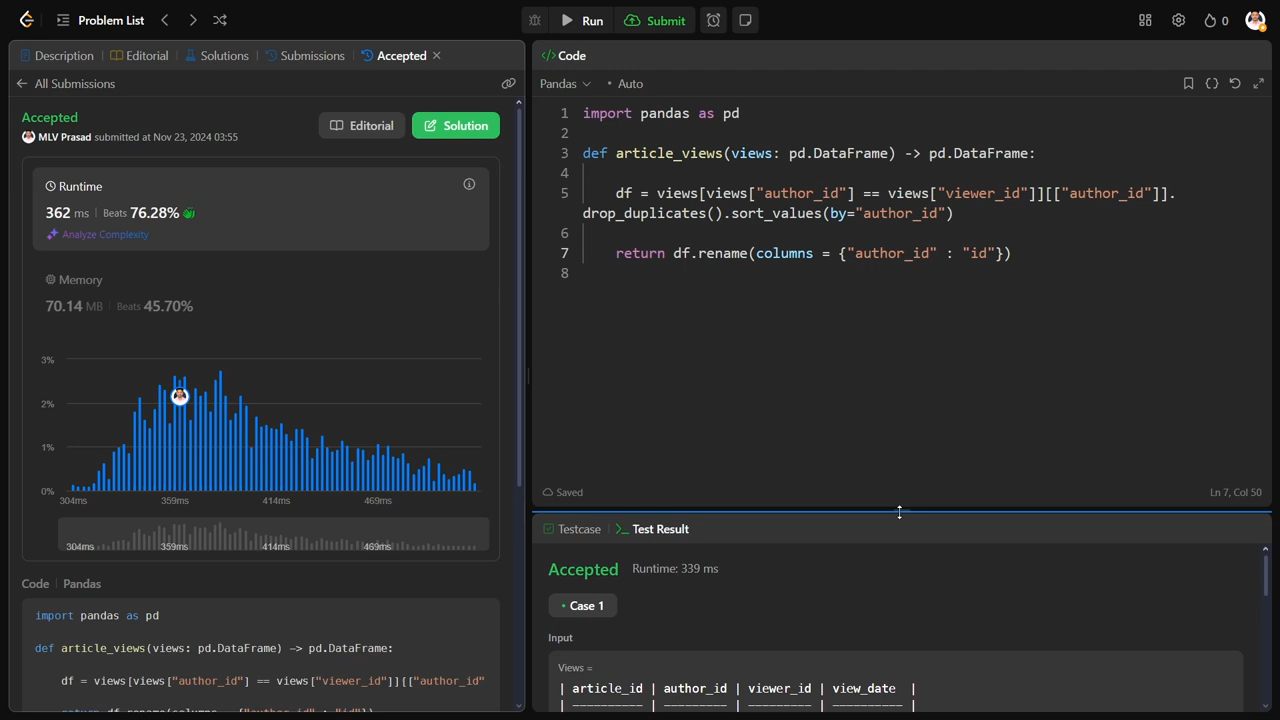 Problem List
Run
Submit
0
Description
Editorial
Solutions
Submissions
Accepted
All Submissions
Accepted
MLV Prasad submitted at Nov 23, 2024 03:55
Editorial
Solution
Runtime
362 ms | Beats 76.28%
Analyze Complexity
Memory
70.14 MB | Beats 45.70%
3%
2%
1%
0%
304ms 359ms 414ms 469ms
304ms 359ms 414ms 469ms
Code | Pandas
import pandas as pd
def article_views(views: pd.DataFrame) -> pd.DataFrame:
df = views[views["author_id"] == views["viewer_id"]][["author_id"
</> Code
Pandas • Auto
1 import pandas as pd
2
3 def article_views(views: pd.DataFrame) -> pd.DataFrame:
4
5 df = views[views["author_id"] == views["viewer_id"]][["author_id"]].
drop_duplicates().sort_values(by="author_id")
6
7 return df.rename(columns = {"author_id" : "id"})
8
Saved
Ln 7, Col 50
Testcase
Test Result
Accepted Runtime: 339 ms
• Case 1
Input
Views =
| article_id | author_id | viewer_id | view_date |
| ---------- | --------- | --------- | ---------- |